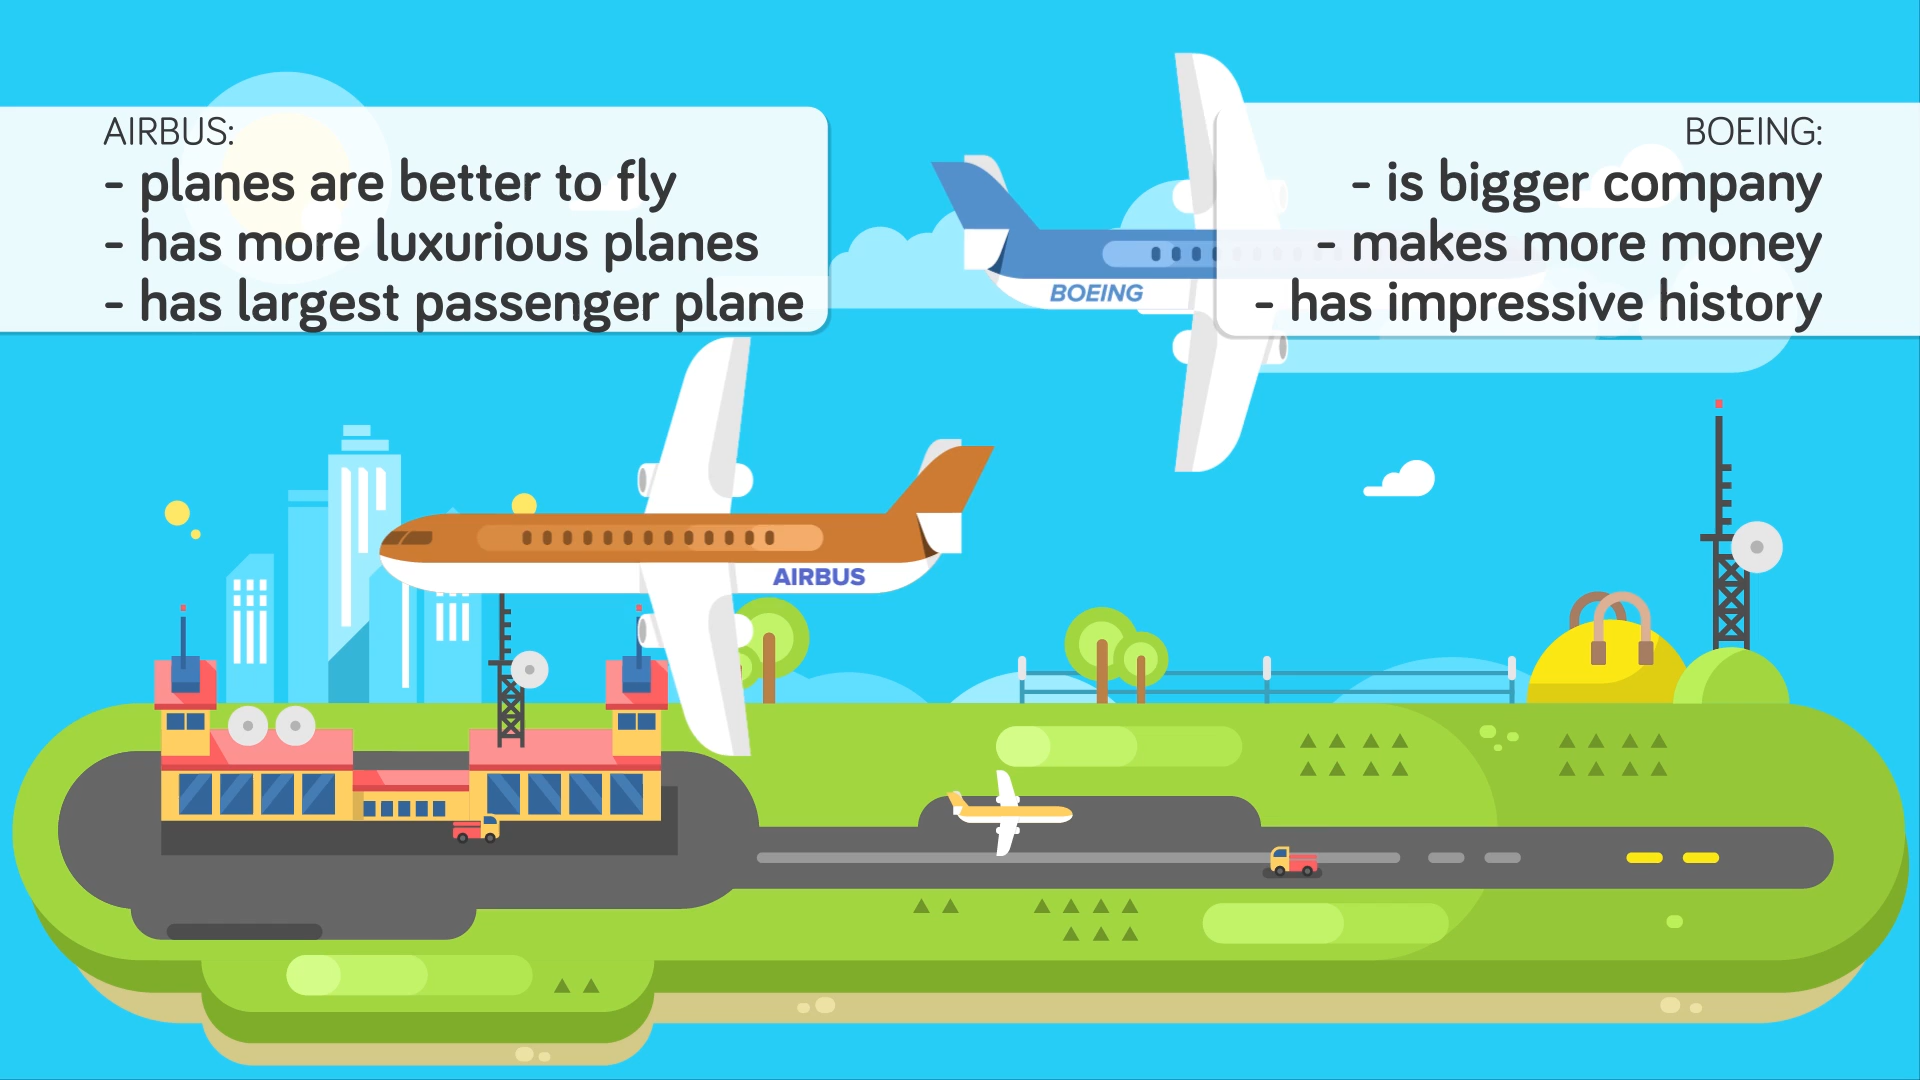 AIRBUS:
- planes are better to fly
- has more luxurious planes
- has largest passenger plane
BOEING:
- is bigger company
- makes more money
- has impressive history
BOEING
AIRBUS